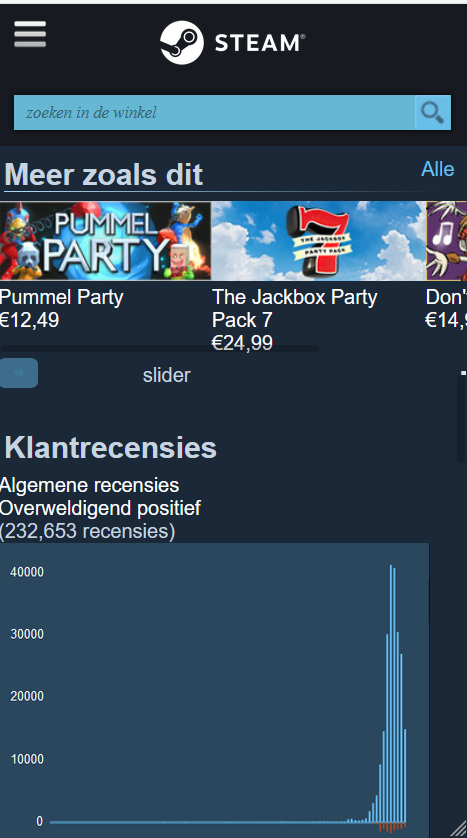 STEAM®
zoeken in de winkel
Meer zoals dit
Alle
PUMMEL
PARTY
THE JACKBOX
PARTY PACK
7
Pummel Party
€12,49
The Jackbox Party
Pack 7
€24,99
Don'
€14,9
slider
Klantrecensies
Algemene recensies
Overweldigend positief
(232,653 recensies)
40000
30000
20000
10000
0